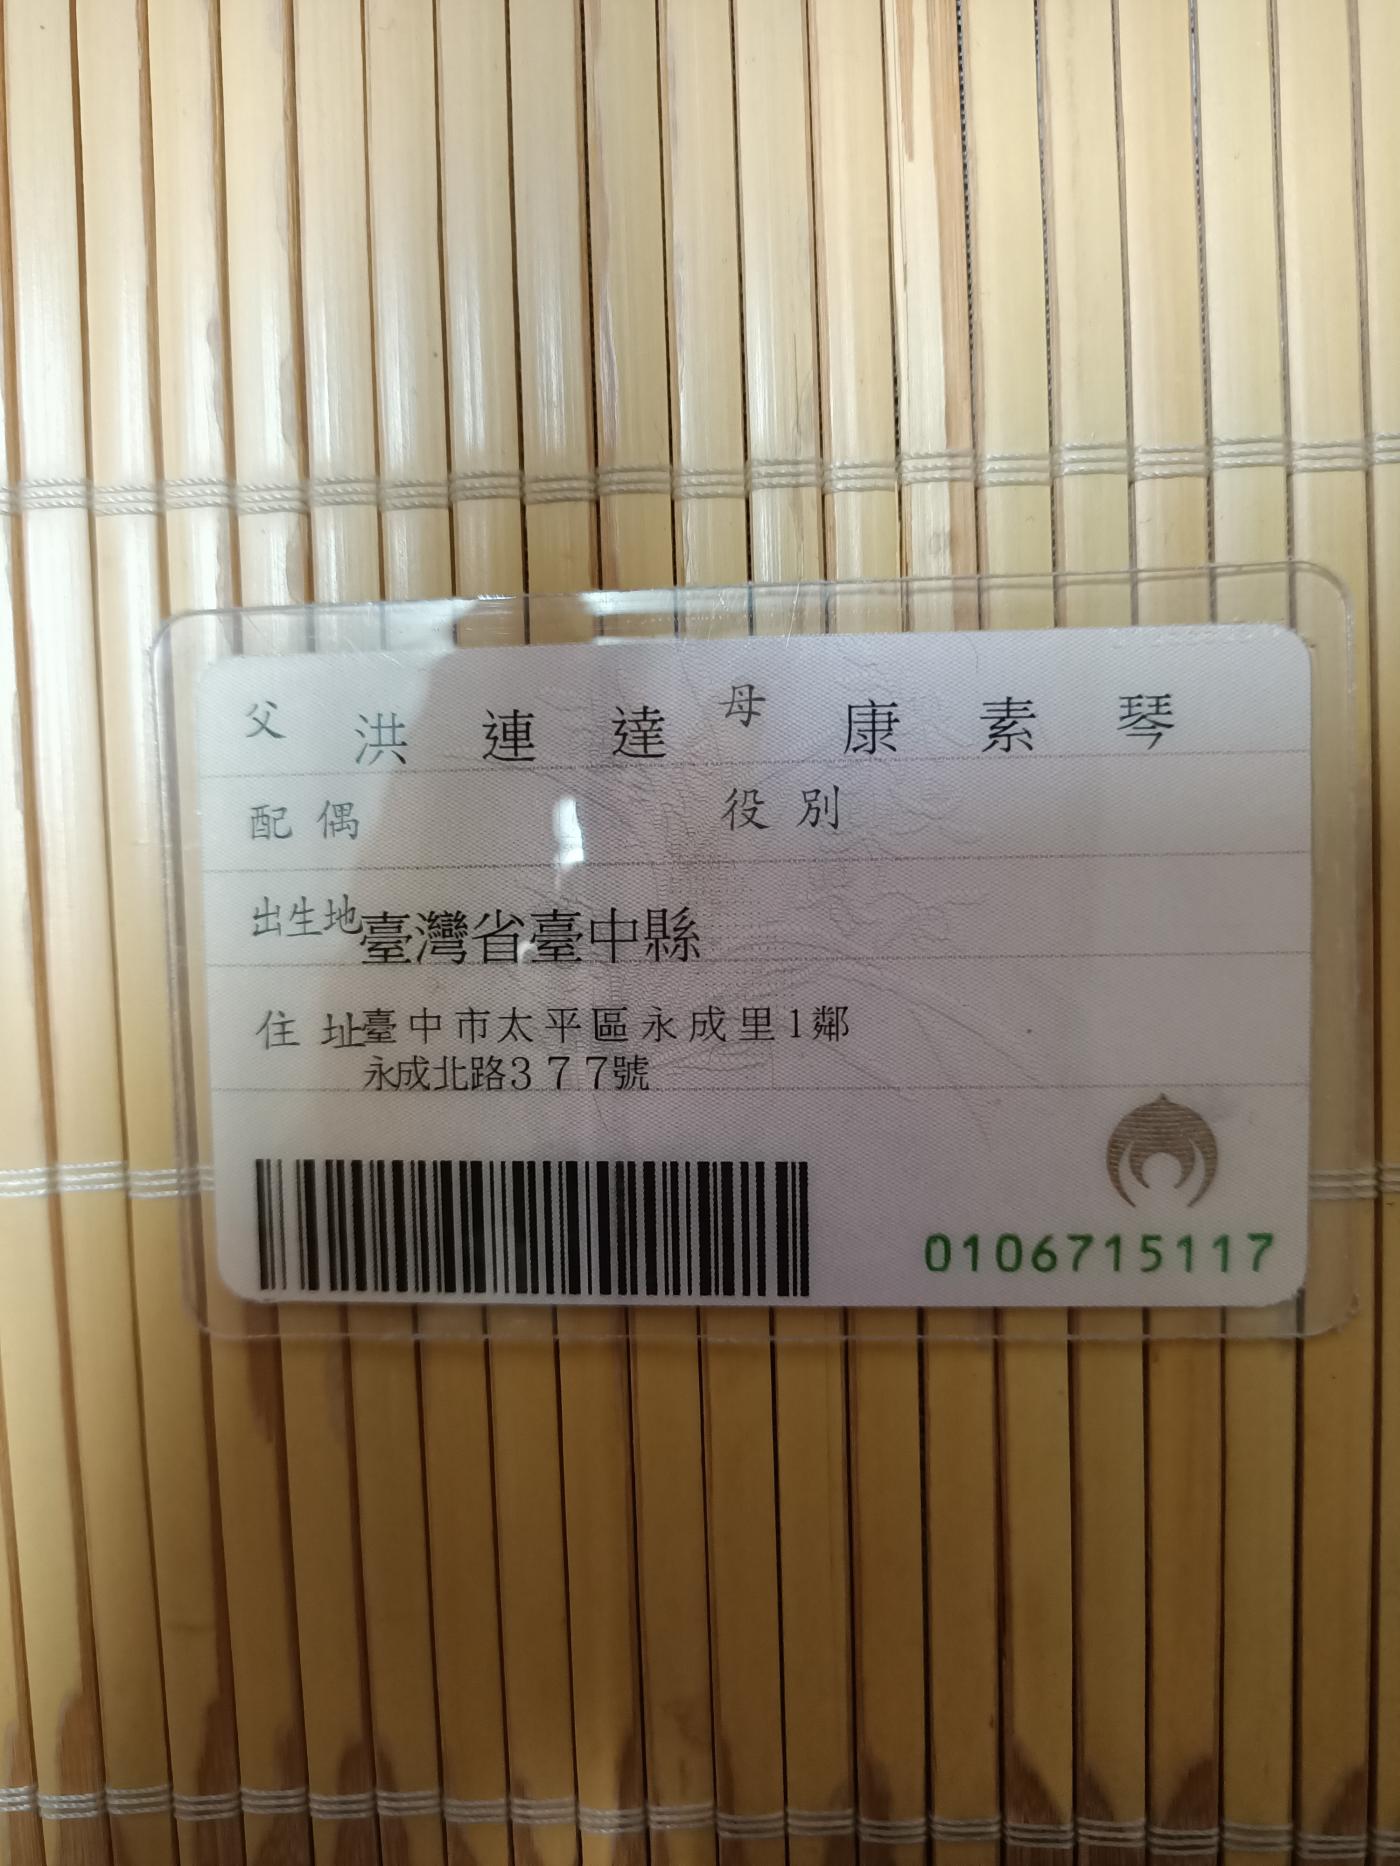 父 洪連達 母 康素琴
配偶 役別
出生地 臺灣省臺中縣
住址 臺中市太平區永成里1鄰
永成北路377號
0106715117